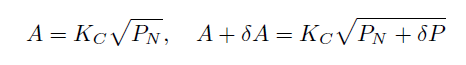 A = K_C√P_N,   A + δA = K_C√(P_N + δP)